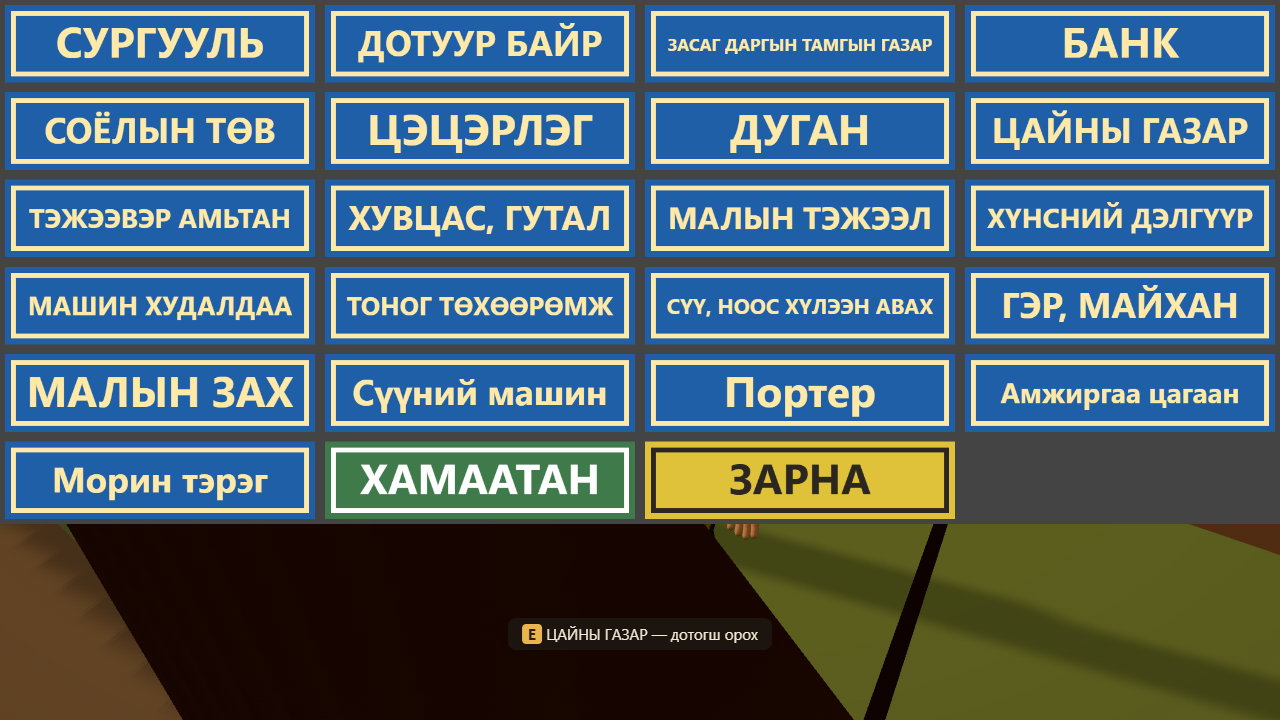 СУРГУУЛЬ
ДОТУУР БАЙР
ЗАСАГ ДАРГЫН ТАМГЫН ГАЗАР
БАНК
СОЁЛЫН ТӨВ
ЦЭЦЭРЛЭГ
ДУГАН
ЦАЙНЫ ГАЗАР
ТЭЖЭЭВЭР АМЬТАН
ХУВЦАС, ГУТАЛ
МАЛЫН ТЭЖЭЭЛ
ХҮНСНИЙ ДЭЛГҮҮР
МАШИН ХУДАЛДАА
ТОНОГ ТӨХӨӨРӨМЖ
СҮҮ, НООС ХҮЛЭЭН АВАХ
ГЭР, МАЙХАН
МАЛЫН ЗАХ
Сүүний машин
Портер
Амжиргаа цагаан
Морин тэрэг
ХАМААТАН
ЗАРНА
E ЦАЙНЫ ГАЗАР — дотогш орох